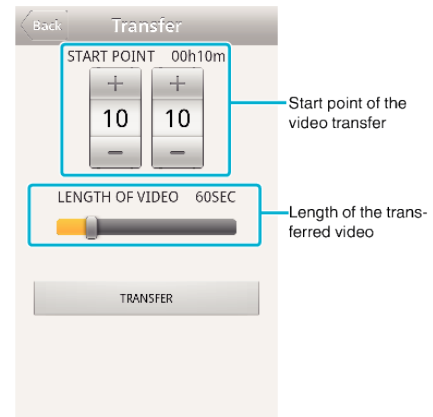 Back Transfer
START POINT 00h10m
+ +
10 10
− −
Start point of the
video transfer
LENGTH OF VIDEO 60SEC
Length of the trans-
ferred video
TRANSFER